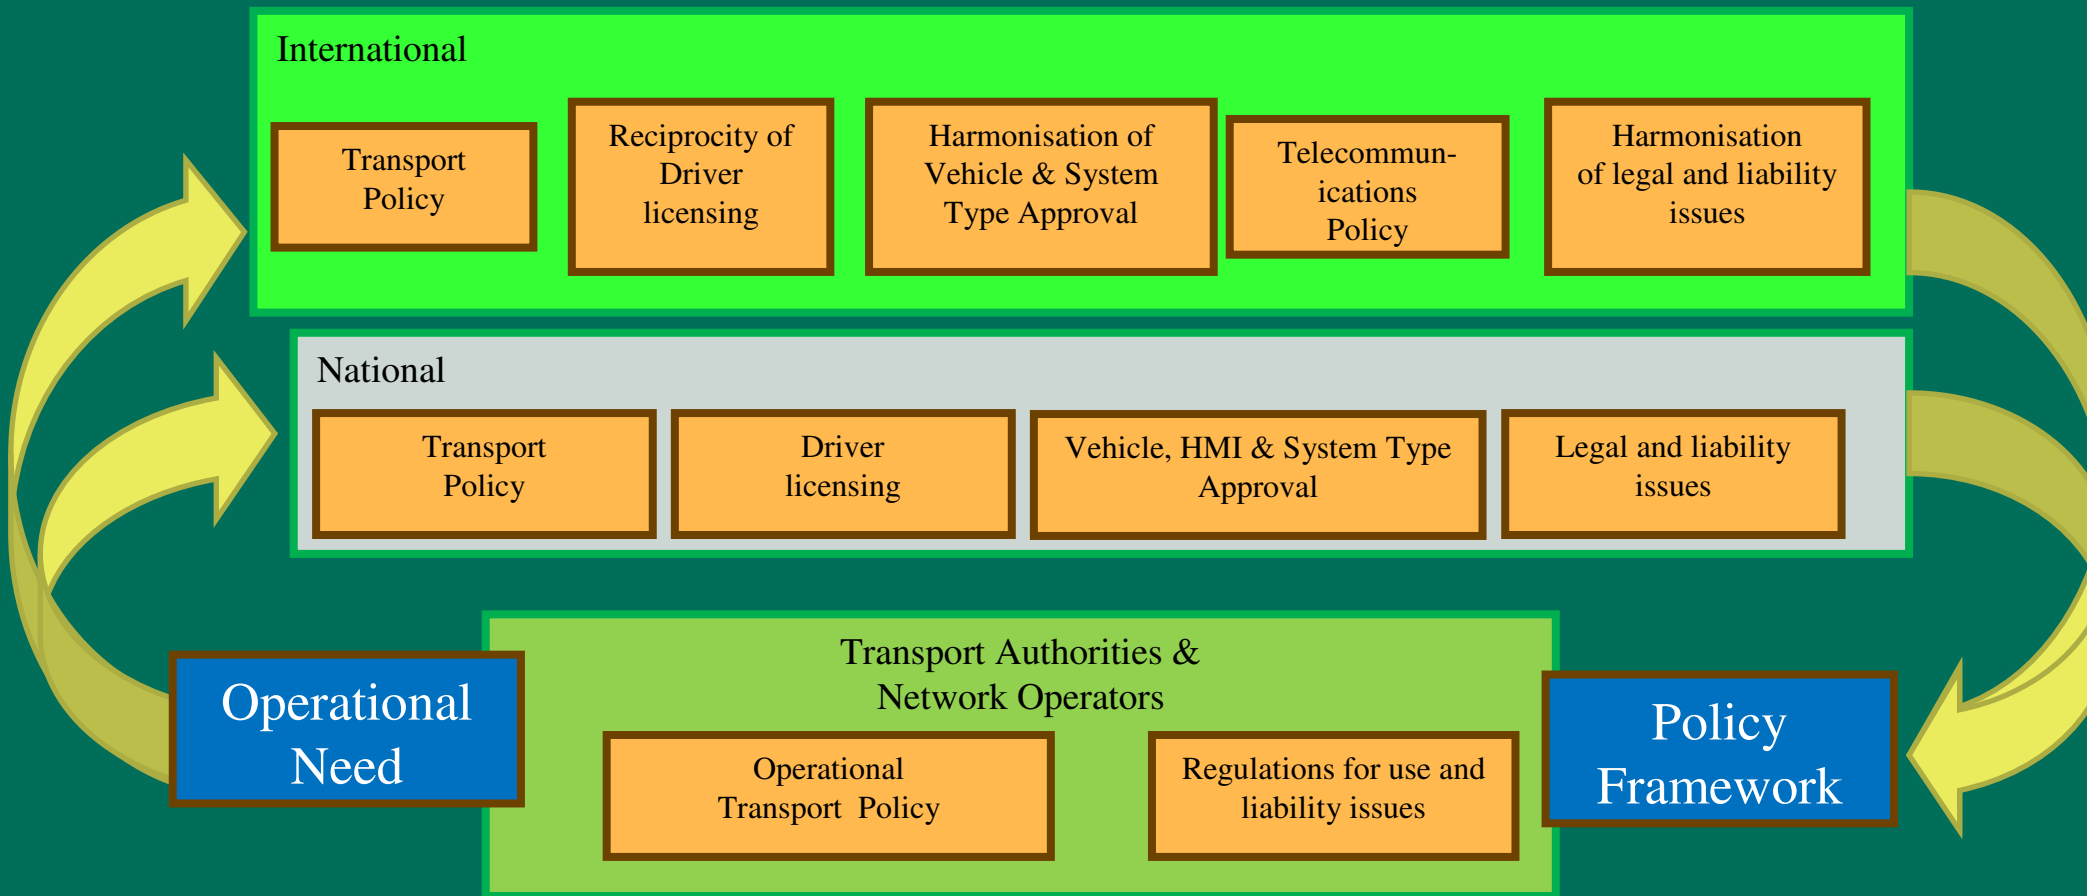 International
Transport
Policy
Reciprocity of
Driver
licensing
Harmonisation of
Vehicle & System
Type Approval
Telecommun-
ications
Policy
Harmonisation
of legal and liability
issues
National
Transport
Policy
Driver
licensing
Vehicle, HMI & System Type
Approval
Legal and liability
issues
Transport Authorities &
Network Operators
Operational
Need
Operational
Transport  Policy
Regulations for use and
liability issues
Policy
Framework